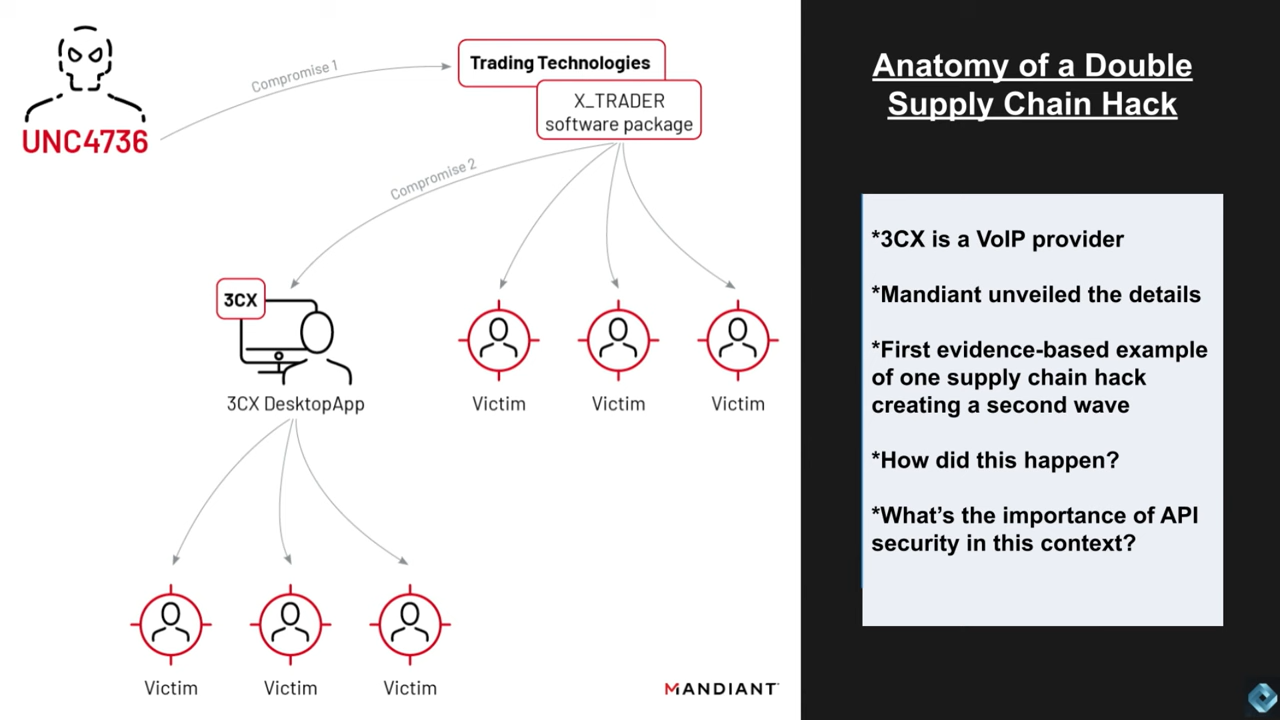 UNC4736
Compromise 1
Trading Technologies
X_TRADER
software package
Compromise 2
3CX
3CX DesktopApp
Victim
Victim
Victim
Victim
Victim
Victim
MANDIANT
Anatomy of a Double
Supply Chain Hack
*3CX is a VoIP provider
*Mandiant unveiled the details
*First evidence-based example
of one supply chain hack
creating a second wave
*How did this happen?
*What's the importance of API
security in this context?